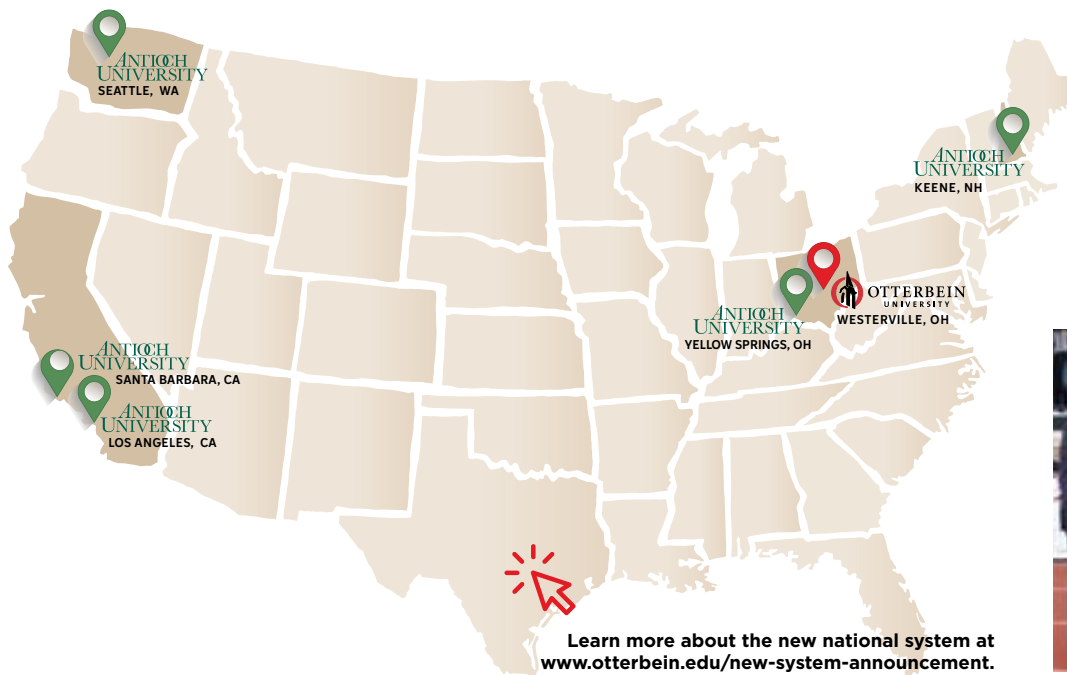 ANTIOCH
UNIVERSITY
SEATTLE, WA
ANTIOCH
UNIVERSITY
KEENE, NH
OTTERBEIN
UNIVERSITY
WESTERVILLE, OH
ANTIOCH
UNIVERSITY
YELLOW SPRINGS, OH
ANTIOCH
UNIVERSITY
SANTA BARBARA, CA
ANTIOCH
UNIVERSITY
LOS ANGELES, CA
Learn more about the new national system at
www.otterbein.edu/new-system-announcement.